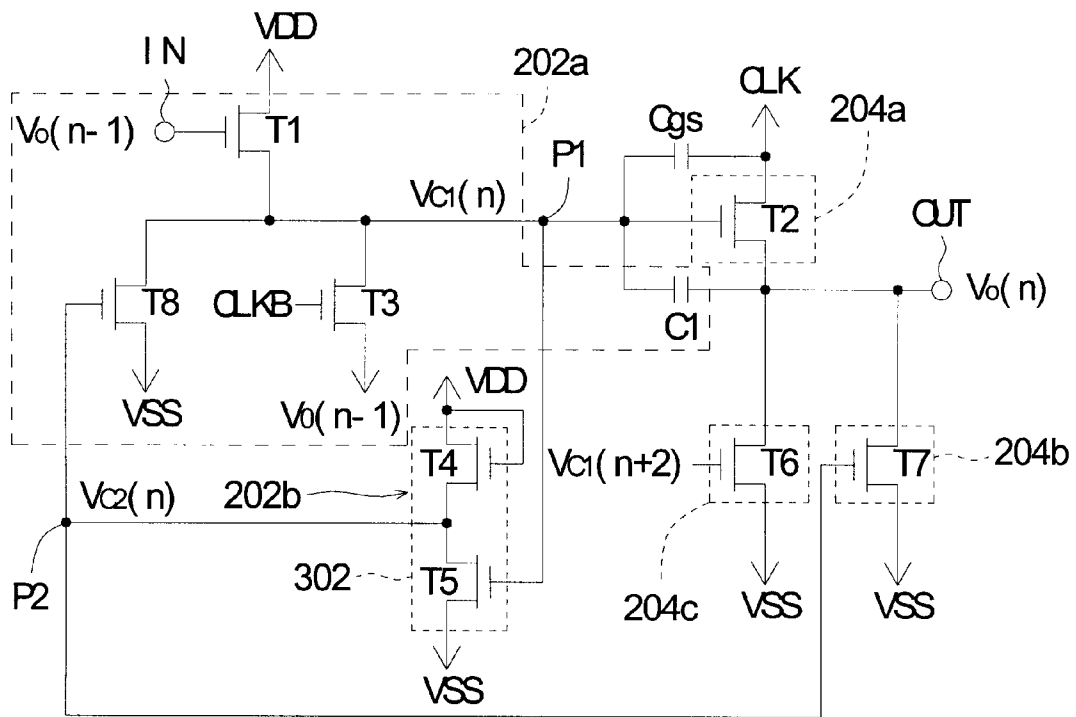 VDD
IN
202a
CLK
Cgs
204a
Vo(n-1)
T1
P1
VC1(n)
T2
OUT
Vo(n)
T8
CLKB
T3
C1
VSS
VDD
Vo(n-1)
T4
VC1(n+2)
T6
T7
204b
VC2(n)
202b
302
T5
P2
204c
VSS
VSS
VSS